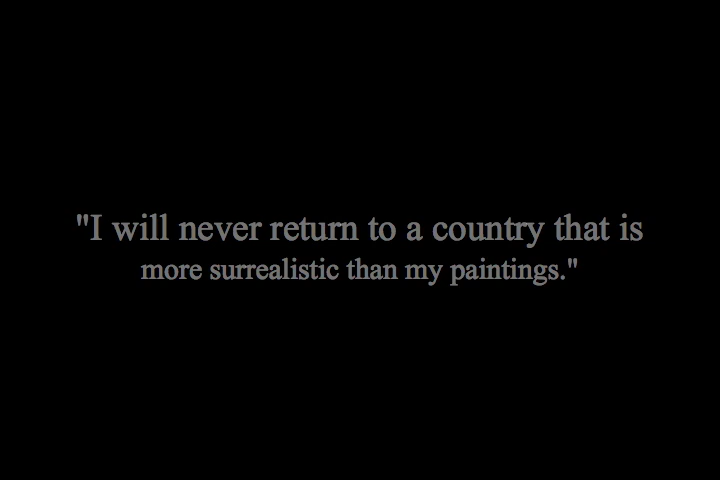 "I will never return to a country that is
more surrealistic than my paintings."